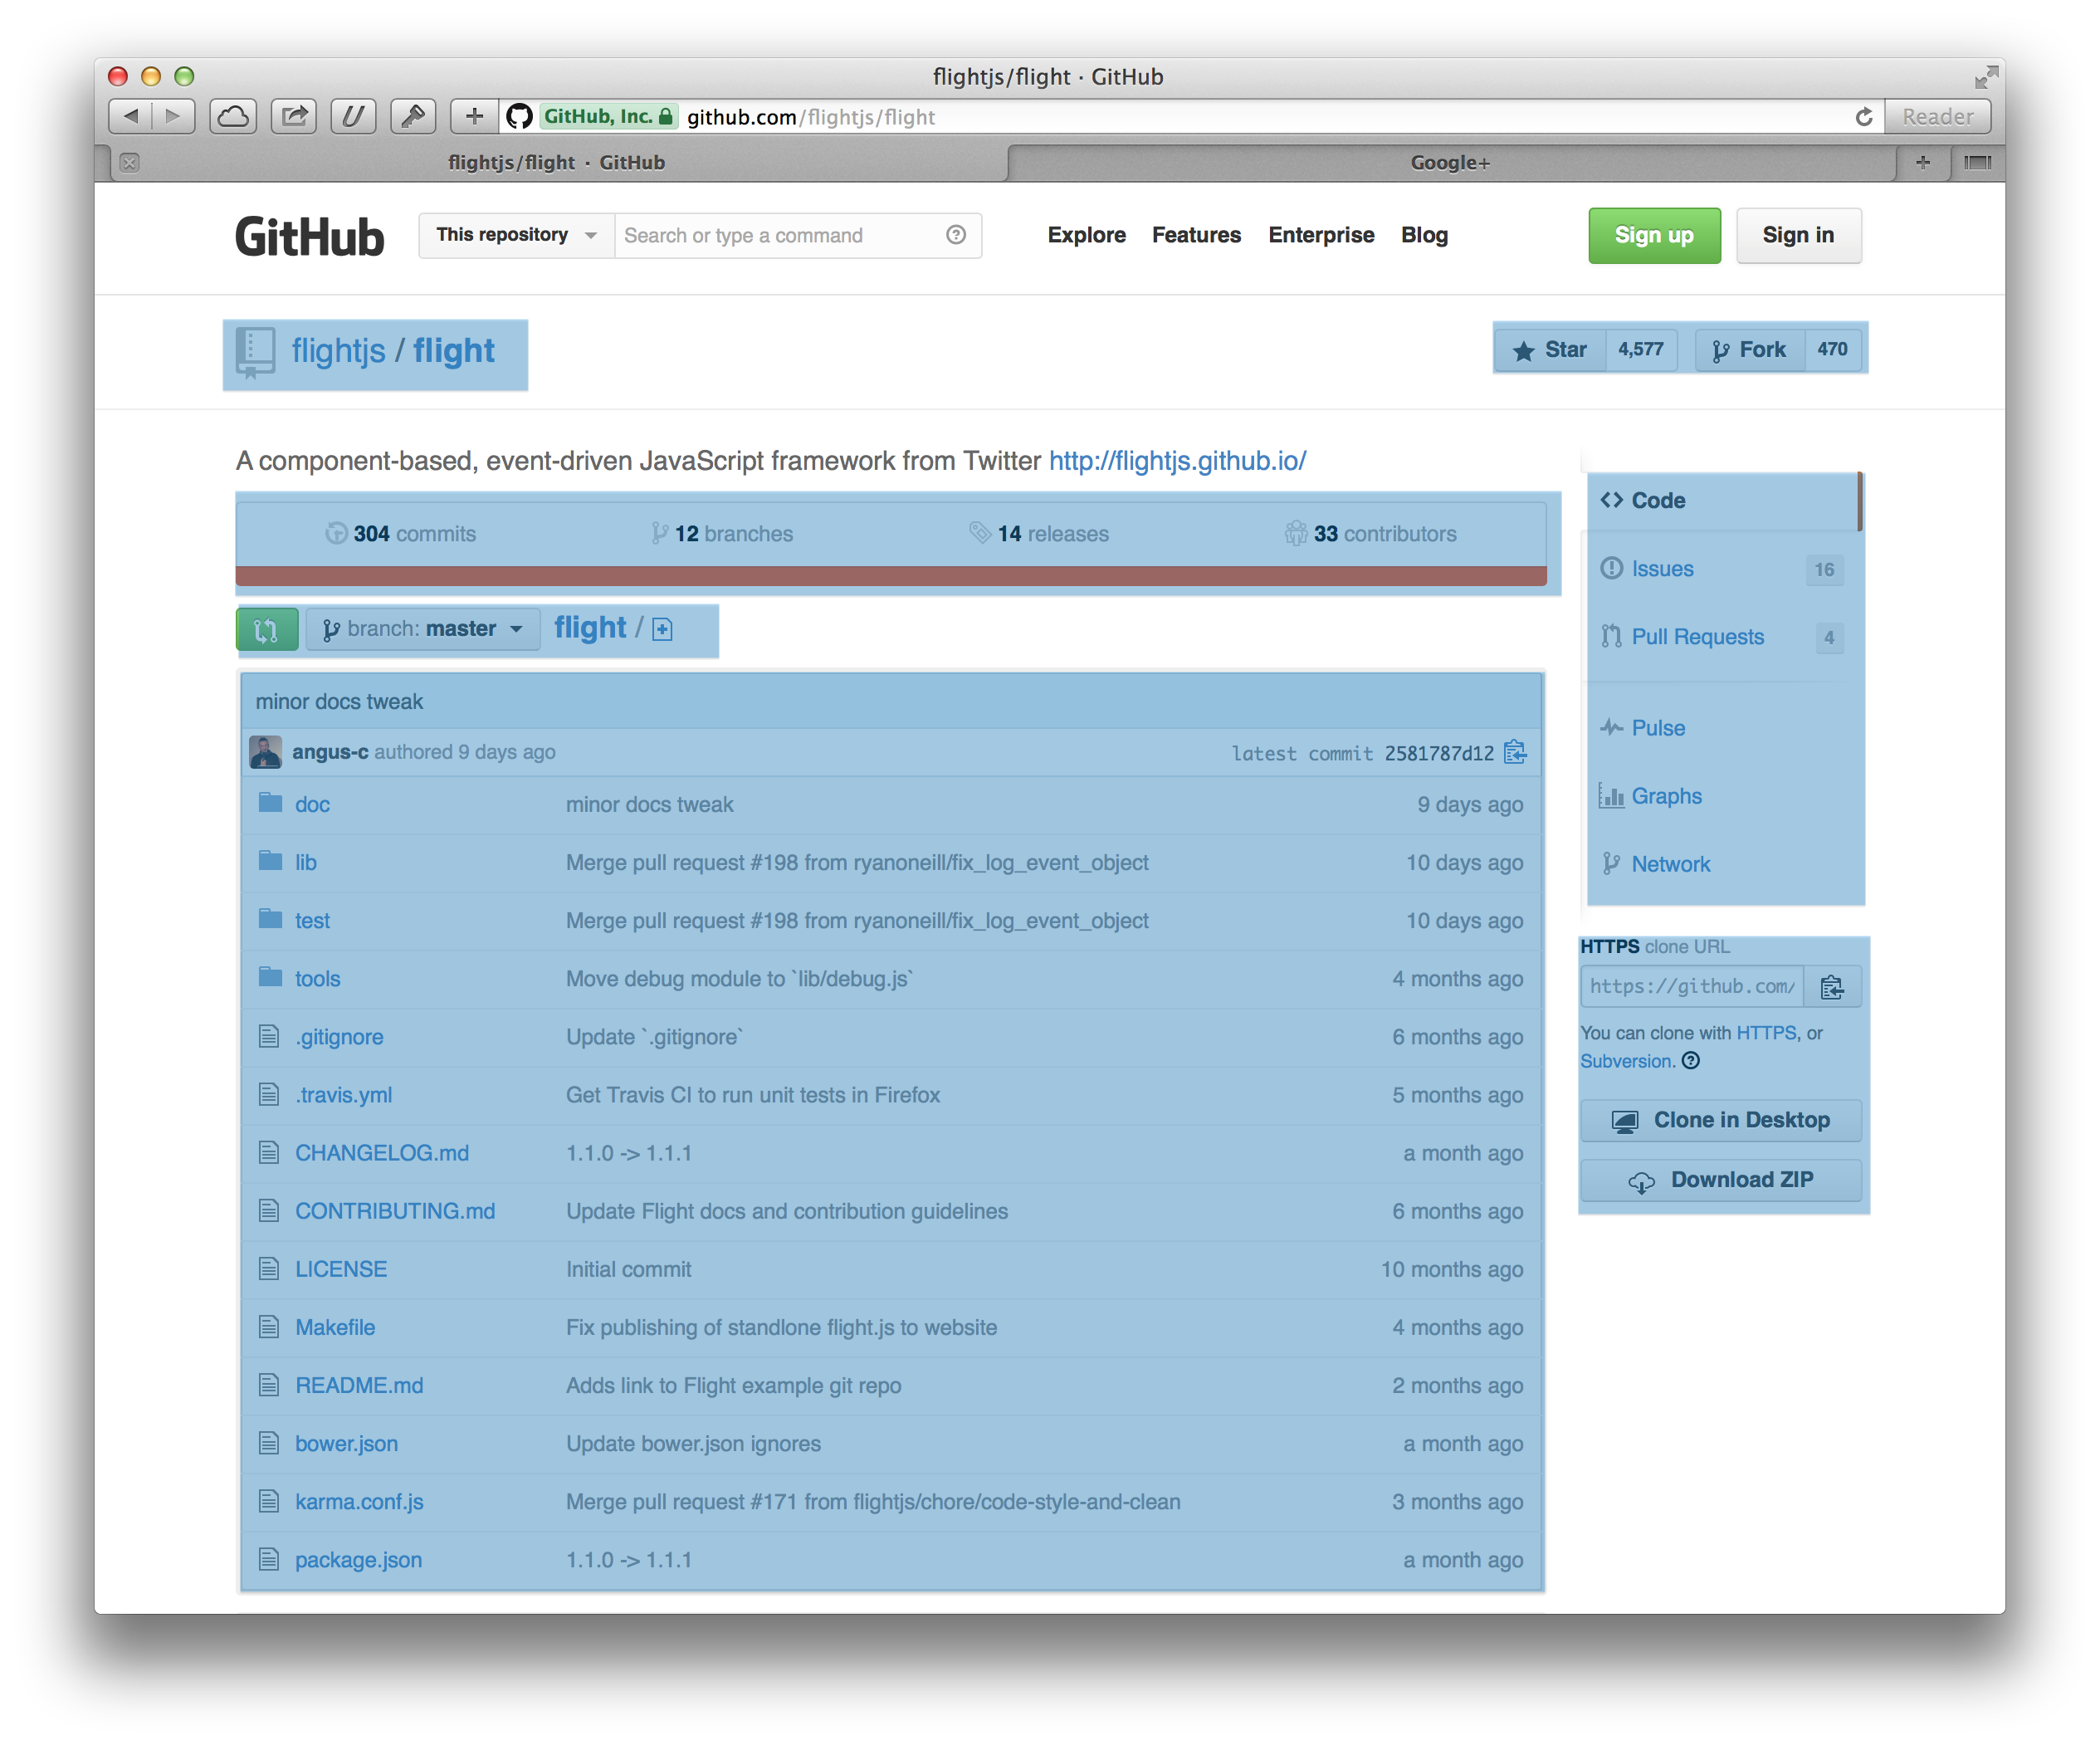 flightjs/flight · GitHub
GitHub, Inc. github.com/flightjs/flight Reader
flightjs/flight · GitHub Google+
GitHub This repository Search or type a command Explore Features Enterprise Blog Sign up Sign in
flightjs / flight Star 4,577 Fork 470
A component-based, event-driven JavaScript framework from Twitter http://flightjs.github.io/
304 commits 12 branches 14 releases 33 contributors
branch: master flight /
minor docs tweak
angus-c authored 9 days ago latest commit 2581787d12
doc minor docs tweak 9 days ago
lib Merge pull request #198 from ryanoneill/fix_log_event_object 10 days ago
test Merge pull request #198 from ryanoneill/fix_log_event_object 10 days ago
tools Move debug module to `lib/debug.js` 4 months ago
.gitignore Update `.gitignore` 6 months ago
.travis.yml Get Travis CI to run unit tests in Firefox 5 months ago
CHANGELOG.md 1.1.0 -> 1.1.1 a month ago
CONTRIBUTING.md Update Flight docs and contribution guidelines 6 months ago
LICENSE Initial commit 10 months ago
Makefile Fix publishing of standlone flight.js to website 4 months ago
README.md Adds link to Flight example git repo 2 months ago
bower.json Update bower.json ignores a month ago
karma.conf.js Merge pull request #171 from flightjs/chore/code-style-and-clean 3 months ago
package.json 1.1.0 -> 1.1.1 a month ago
Code
Issues 16
Pull Requests 4
Pulse
Graphs
Network
HTTPS clone URL
https://github.com/
You can clone with HTTPS, or
Subversion.
Clone in Desktop
Download ZIP